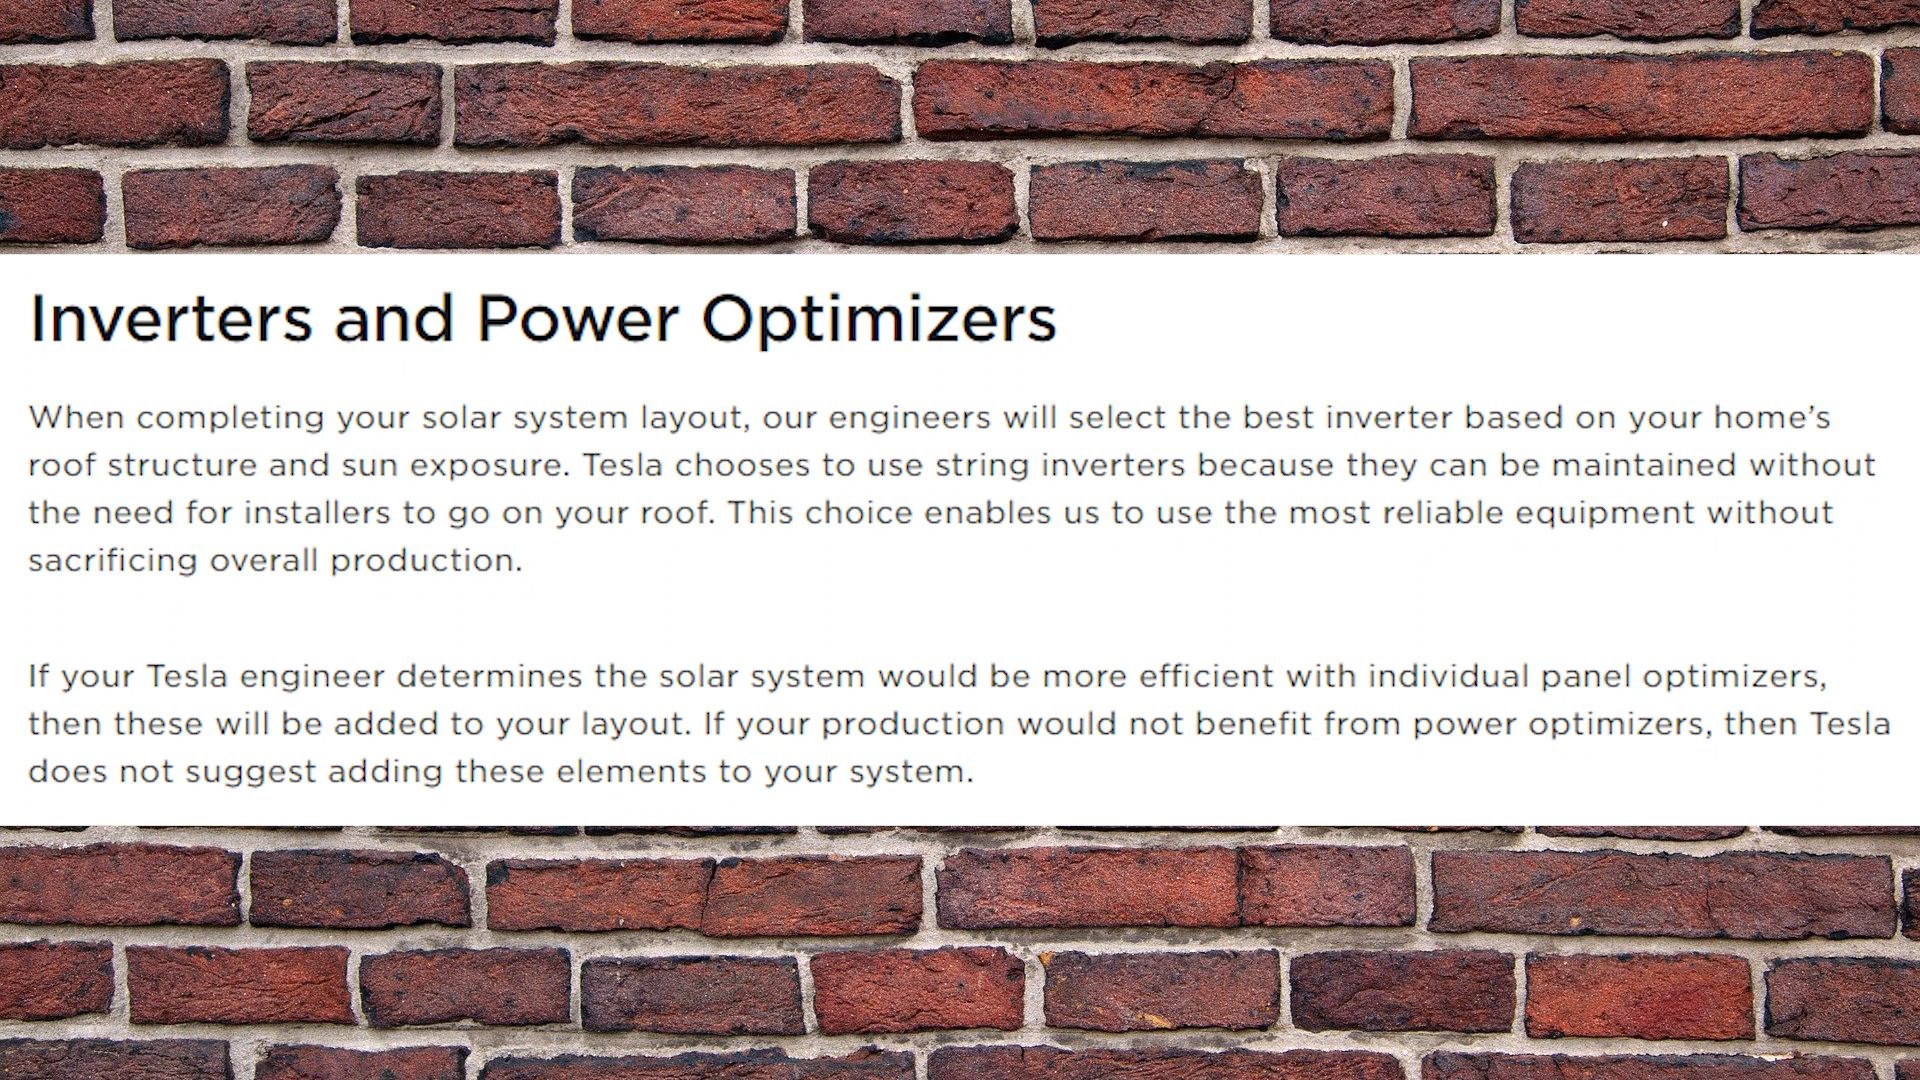 Inverters and Power Optimizers
When completing your solar system layout, our engineers will select the best inverter based on your home’s
roof structure and sun exposure. Tesla chooses to use string inverters because they can be maintained without
the need for installers to go on your roof. This choice enables us to use the most reliable equipment without
sacrificing overall production.
If your Tesla engineer determines the solar system would be more efficient with individual panel optimizers,
then these will be added to your layout. If your production would not benefit from power optimizers, then Tesla
does not suggest adding these elements to your system.